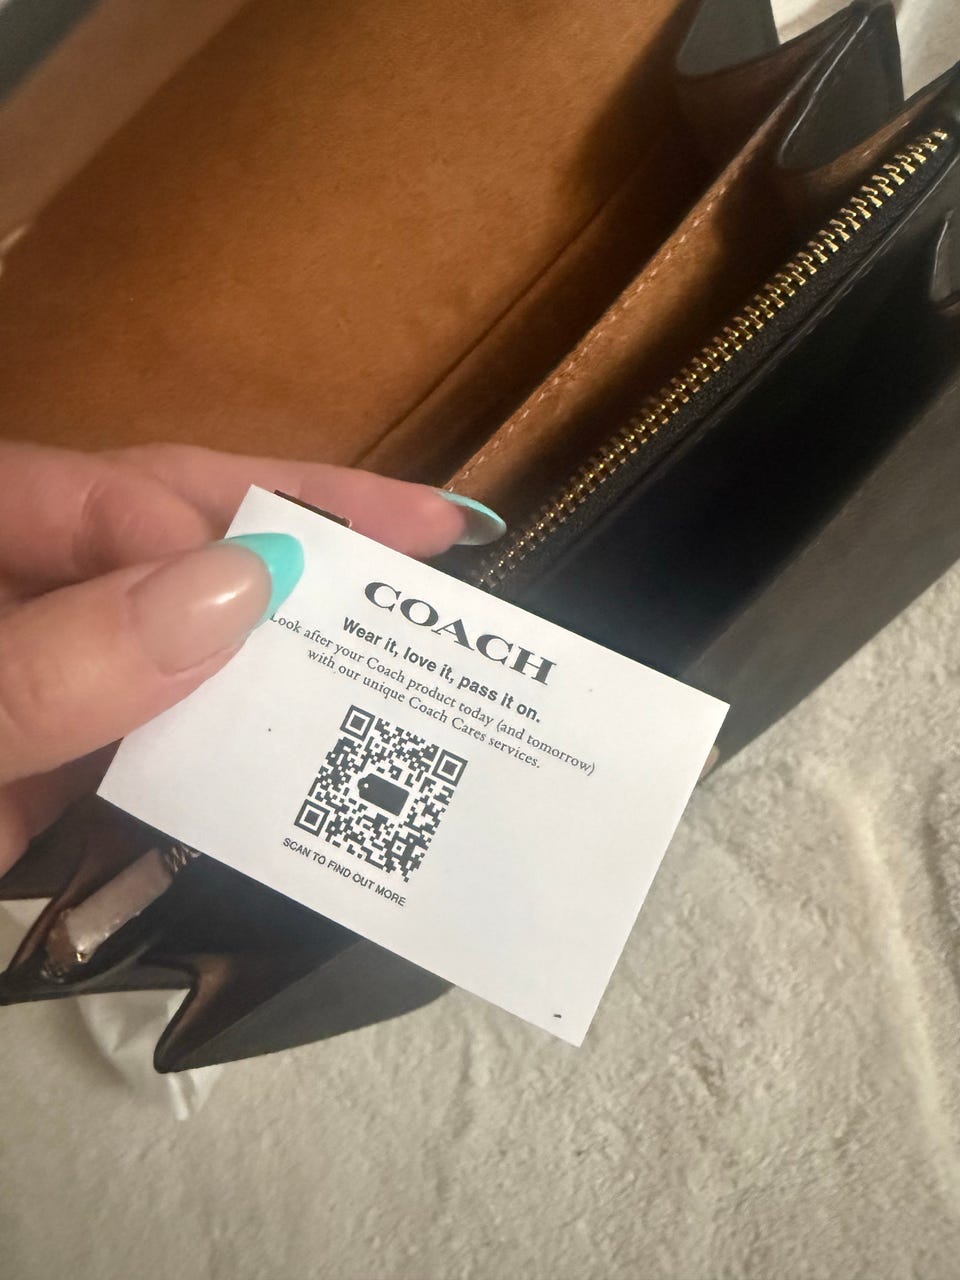 COACH
Wear it, love it, pass it on.
Look after your Coach product today (and tomorrow)
with our unique Coach Cares services.
SCAN TO FIND OUT MORE